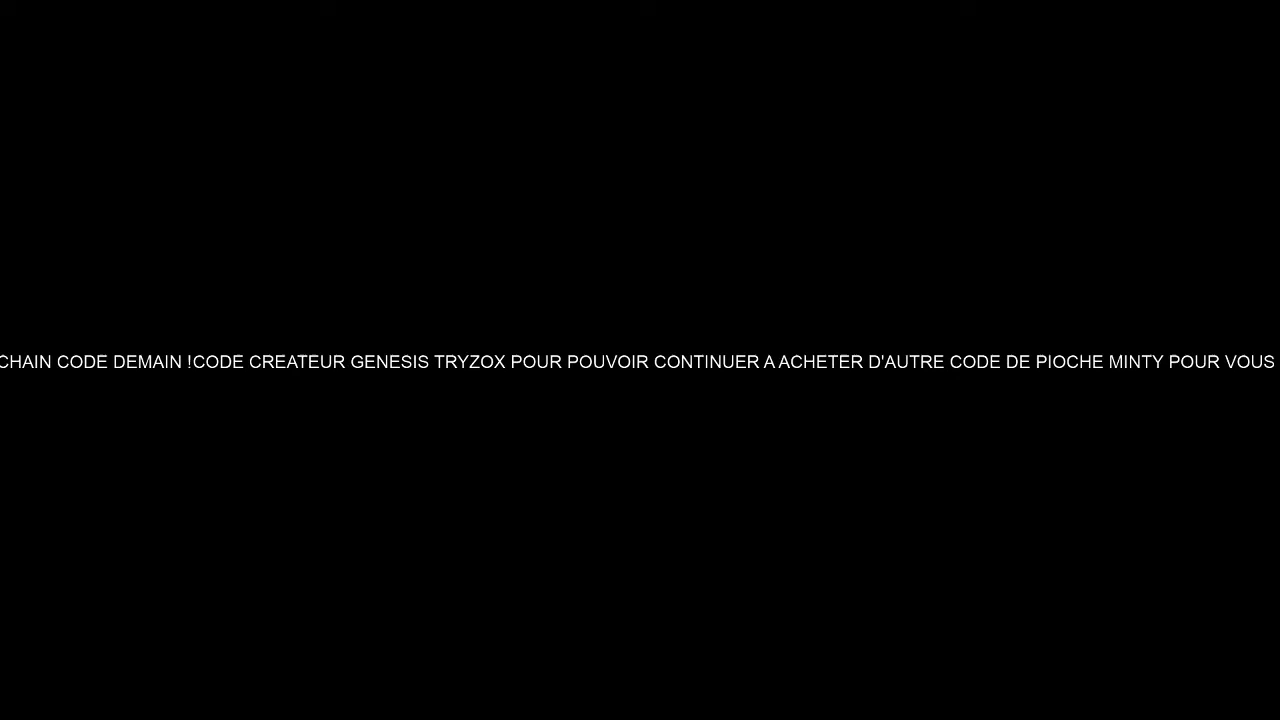 CHAIN CODE DEMAIN !CODE CREATEUR GENESIS TRYZOX POUR POUVOIR CONTINUER A ACHETER D'AUTRE CODE DE PIOCHE MINTY POUR VOUS